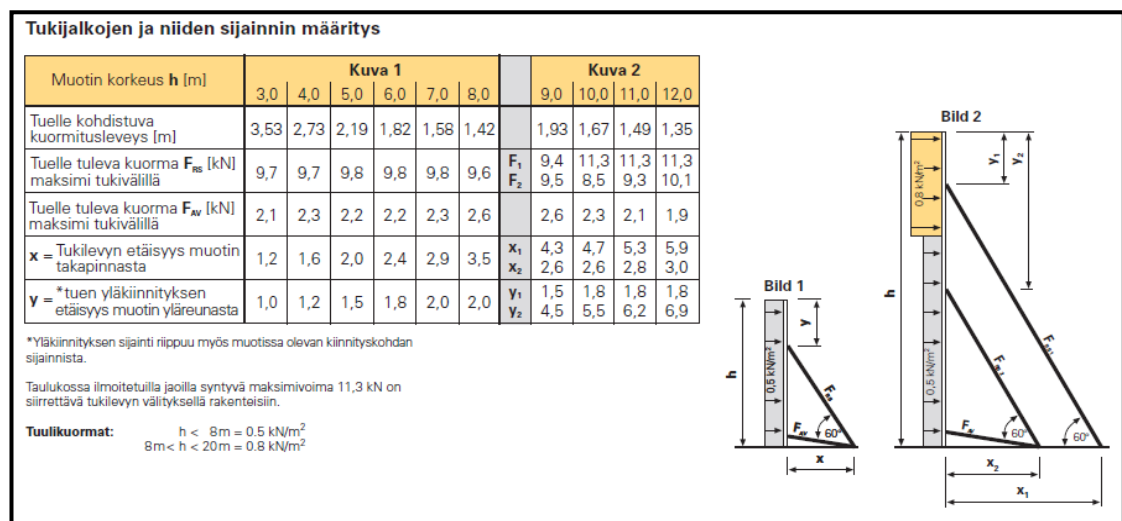 Tukijalkojen ja niiden sijainnin määritys
Muotin korkeus h [m]
Kuva 1
Kuva 2
3,0 4,0 5,0 6,0 7,0 8,0 9,0 10,0 11,0 12,0
Tuelle kohdistuva
kuormitusleveys [m]
3,53 2,73 2,19 1,82 1,58 1,42 1,93 1,67 1,49 1,35
Tuelle tuleva kuorma FRS [kN]
maksimi tukivälillä
9,7 9,7 9,8 9,8 9,8 9,6
F1 9,4 11,3 11,3 11,3
F2 9,5 8,5 9,3 10,1
Tuelle tuleva kuorma FAV [kN]
maksimi tukivälillä
2,1 2,3 2,2 2,2 2,3 2,6 2,6 2,3 2,1 1,9
x = Tukilevyn etäisyys muotin
takapinnasta
1,2 1,6 2,0 2,4 2,9 3,5
x1 4,3 4,7 5,3 5,9
x2 2,6 2,6 2,8 3,0
y = *tuen yläkiinnityksen
etäisyys muotin yläreunasta
1,0 1,2 1,5 1,8 2,0 2,0
y1 1,5 1,8 1,8 1,8
y2 4,5 5,5 6,2 6,9
*Yläkiinnityksen sijainti riippuu myös muotissa olevan kiinnityskohdan
sijainnista.
Taulukossa ilmoitetuilla jaoilla syntyvä maksimivoima 11,3 kN on
siirrettävä tukilevyn välityksellä rakenteisiin.
Tuulikuormat: h < 8m = 0.5 kN/m²
8m< h < 20m = 0.8 kN/m²
Bild 1
h
0,5 kN/m²
y
FRS
FAV
60°
x
Bild 2
h
0,8 kN/m²
0,5 kN/m²
y1
y2
60°
60°
x2
x1